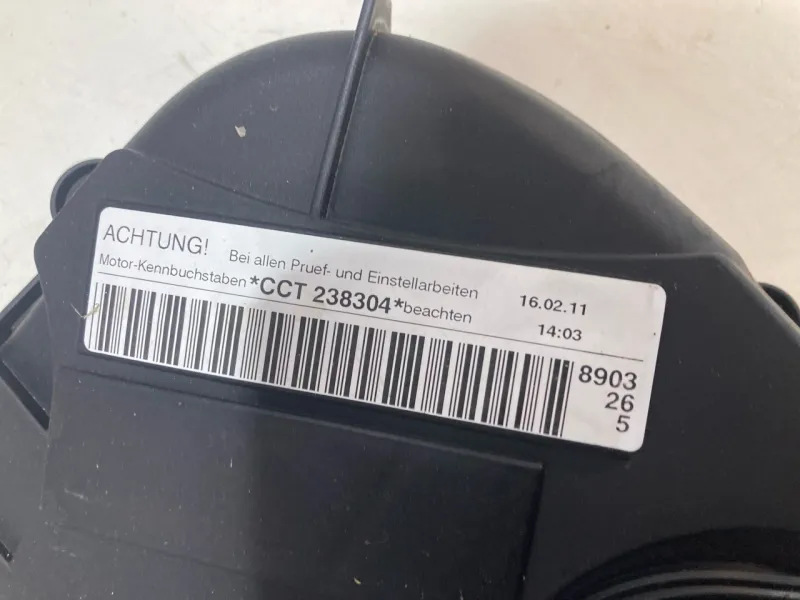 ACHTUNG! Bei allen Pruef- und Einstellarbeiten 16.02.11
Motor-Kennbuchstaben *CCT 238304* beachten 14:03
8903
26
5